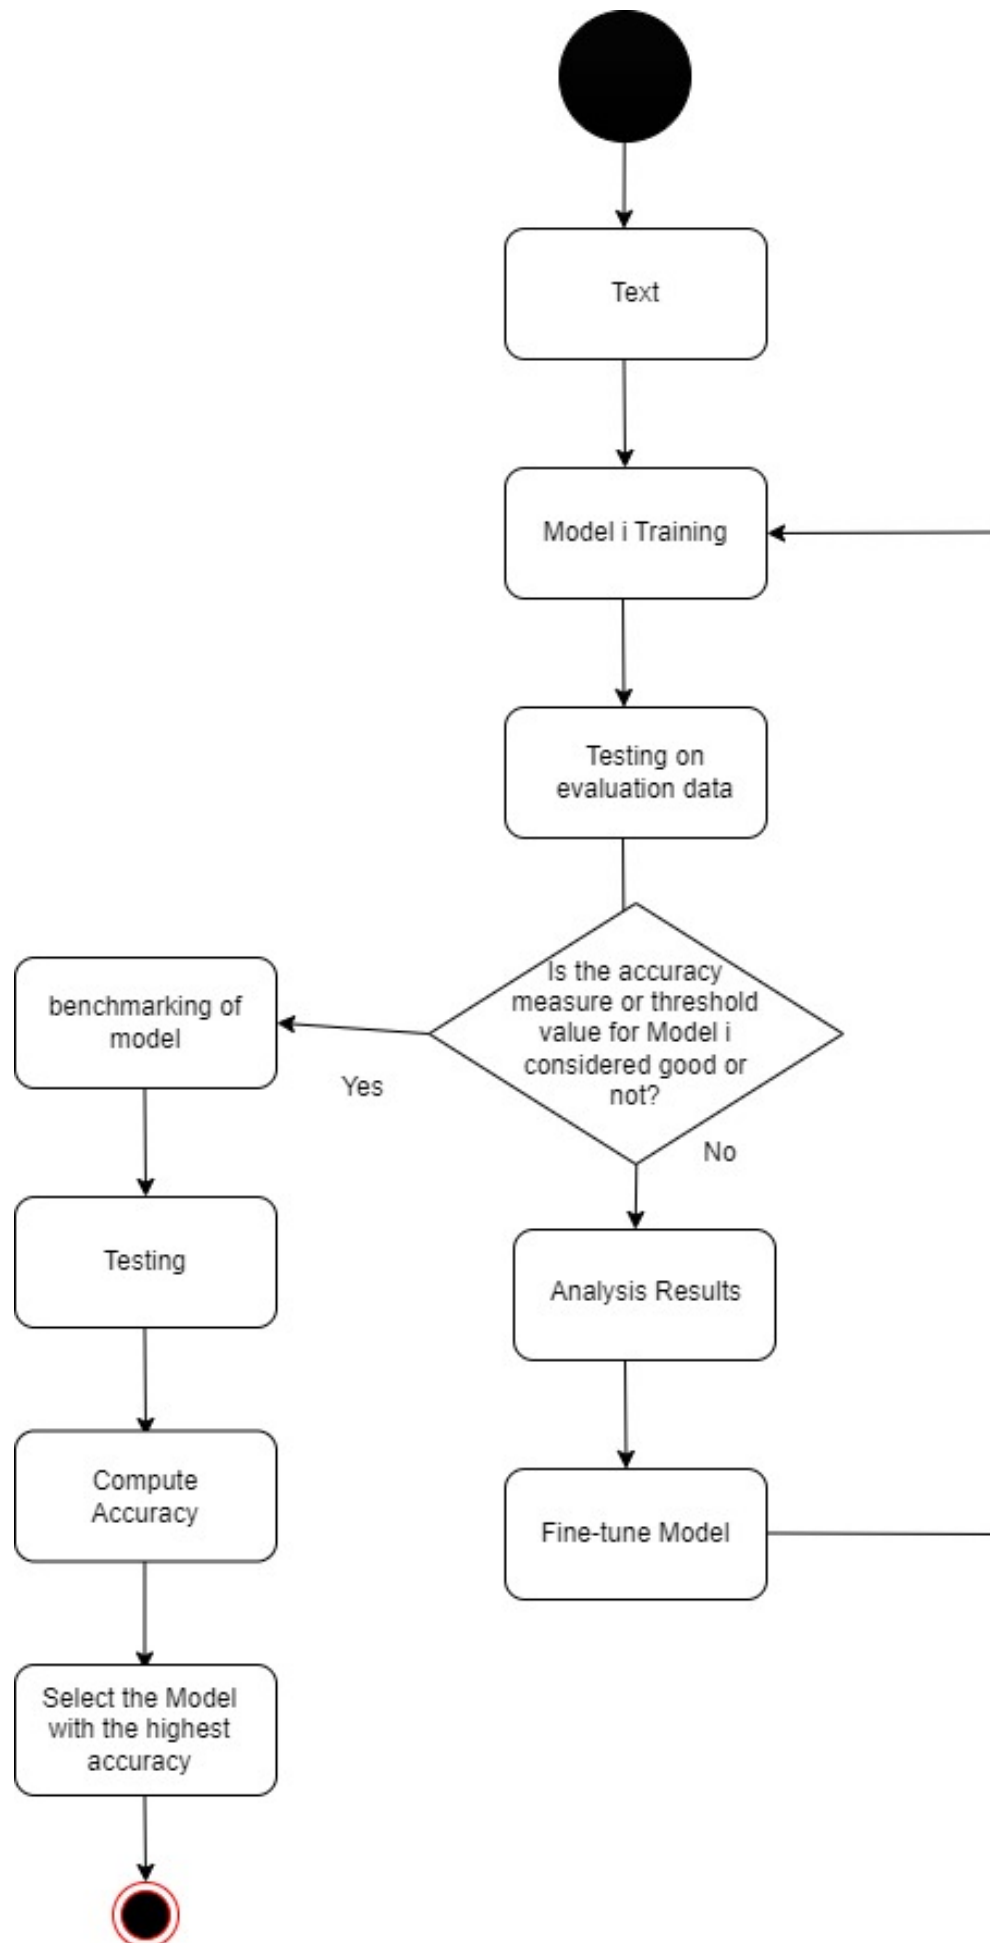 Text
Model i Training
Testing on
evaluation data
Is the accuracy
measure or threshold
value for Model i
considered good or
not?
Yes
No
benchmarking of
model
Testing
Compute
Accuracy
Select the Model
with the highest
accuracy
Analysis Results
Fine-tune Model